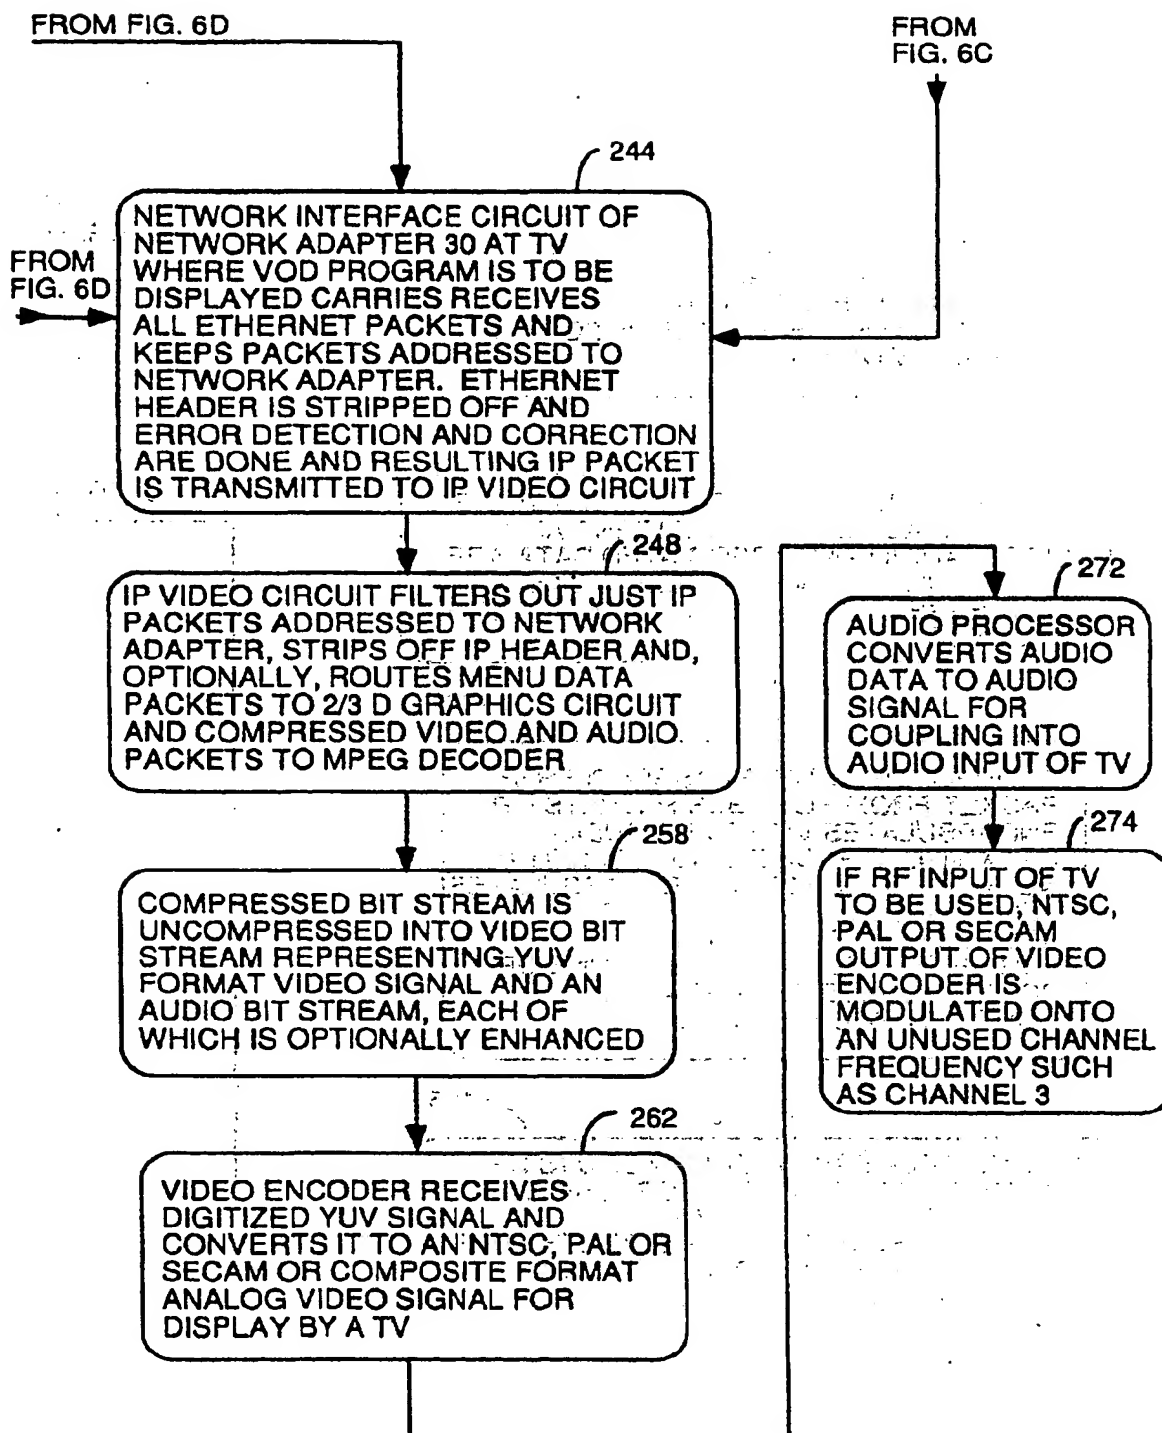 FROM FIG. 6D
FROM
FIG. 6C
244
NETWORK INTERFACE CIRCUIT OF
NETWORK ADAPTER 30 AT TV
WHERE VOD PROGRAM IS TO BE
DISPLAYED CARRIES RECEIVES
ALL ETHERNET PACKETS AND
KEEPS PACKETS ADDRESSED TO
NETWORK ADAPTER. ETHERNET
HEADER IS STRIPPED OFF AND
ERROR DETECTION AND CORRECTION
ARE DONE AND RESULTING IP PACKET
IS TRANSMITTED TO IP VIDEO CIRCUIT
FROM
FIG. 6D
248
IP VIDEO CIRCUIT FILTERS OUT JUST IP
PACKETS ADDRESSED TO NETWORK
ADAPTER, STRIPS OFF IP HEADER AND,
OPTIONALLY, ROUTES MENU DATA
PACKETS TO 2/3 D GRAPHICS CIRCUIT
AND COMPRESSED VIDEO AND AUDIO
PACKETS TO MPEG DECODER
258
COMPRESSED BIT STREAM IS
UNCOMPRESSED INTO VIDEO BIT
STREAM REPRESENTING YUV
FORMAT VIDEO SIGNAL AND AN
AUDIO BIT STREAM, EACH OF
WHICH IS OPTIONALLY ENHANCED
262
VIDEO ENCODER RECEIVES
DIGITIZED YUV SIGNAL AND
CONVERTS IT TO AN NTSC, PAL OR
SECAM OR COMPOSITE FORMAT
ANALOG VIDEO SIGNAL FOR
DISPLAY BY A TV
272
AUDIO PROCESSOR
CONVERTS AUDIO
DATA TO AUDIO
SIGNAL FOR
COUPLING INTO
AUDIO INPUT OF TV
274
IF RF INPUT OF TV
TO BE USED, NTSC,
PAL OR SECAM
OUTPUT OF VIDEO
ENCODER IS
MODULATED ONTO
AN UNUSED CHANNEL
FREQUENCY SUCH
AS CHANNEL 3